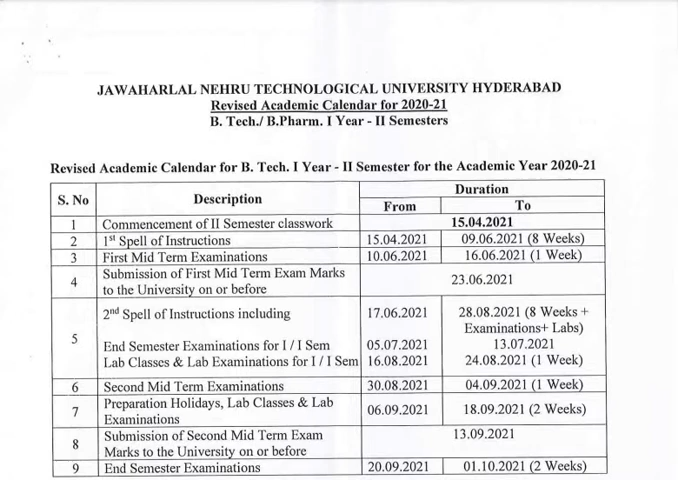 JAWAHARLAL NEHRU TECHNOLOGICAL UNIVERSITY HYDERABAD
Revised Academic Calendar for 2020-21
B. Tech./ B.Pharm. I Year - II Semesters
Revised Academic Calendar for B. Tech. I Year - II Semester for the Academic Year 2020-21
S. No Description Duration
From To
1 Commencement of II Semester classwork 15.04.2021
2 1st Spell of Instructions 15.04.2021 09.06.2021 (8 Weeks)
3 First Mid Term Examinations 10.06.2021 16.06.2021 (1 Week)
4 Submission of First Mid Term Exam Marks
to the University on or before 23.06.2021
5 2nd Spell of Instructions including 17.06.2021 28.08.2021 (8 Weeks +
Examinations+ Labs)
End Semester Examinations for I / I Sem 05.07.2021 13.07.2021
Lab Classes & Lab Examinations for I / I Sem 16.08.2021 24.08.2021 (1 Week)
6 Second Mid Term Examinations 30.08.2021 04.09.2021 (1 Week)
7 Preparation Holidays, Lab Classes & Lab
Examinations 06.09.2021 18.09.2021 (2 Weeks)
8 Submission of Second Mid Term Exam
Marks to the University on or before 13.09.2021
9 End Semester Examinations 20.09.2021 01.10.2021 (2 Weeks)